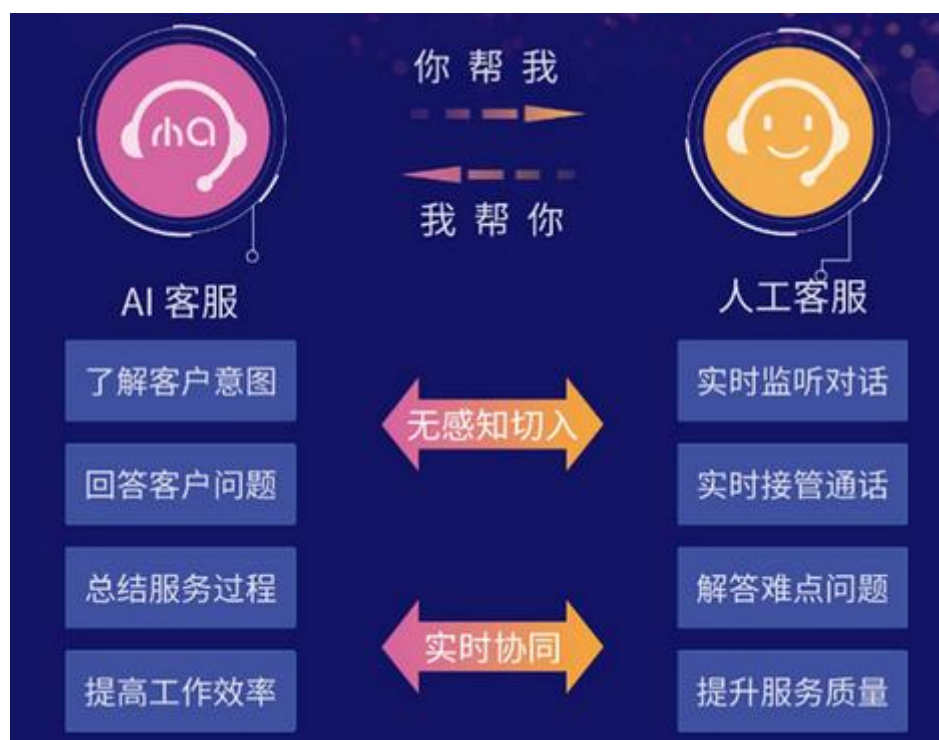 你帮我
rha
我帮你
AI 客服
人工客服
了解客户意图
实时监听对话
无感知切入
回答客户问题
实时接管通话
总结服务过程
解答难点问题
实时协同
提高工作效率
提升服务质量